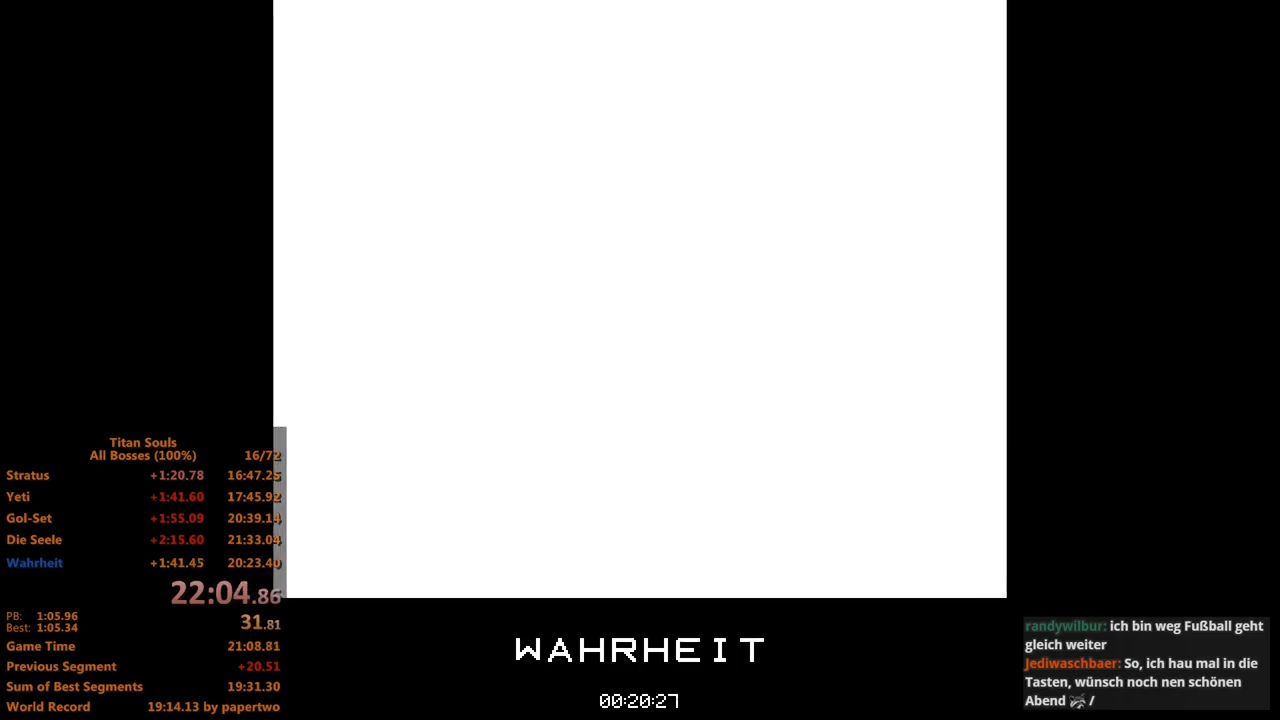 Titan Souls
All Bosses (100%) 16/72
Stratus +1:20.78 16:47.25
Yeti +1:41.60 17:45.92
Gol-Set +1:55.09 20:39.14
Die Seele +2:15.60 21:33.04
Wahrheit +1:41.45 20:23.40
22:04.86
PB: 1:05.96
Best: 1:05.34
31.81
Game Time 21:08.81
Previous Segment +20.51
Sum of Best Segments 19:31.30
World Record 19:14.13 by papertwo
WAHRHEIT
00:20:27
randywilbur: ich bin weg Fußball geht
gleich weiter
Jediwaschbaer: So, ich hau mal in die
Tasten, wünsch noch nen schönen
Abend /